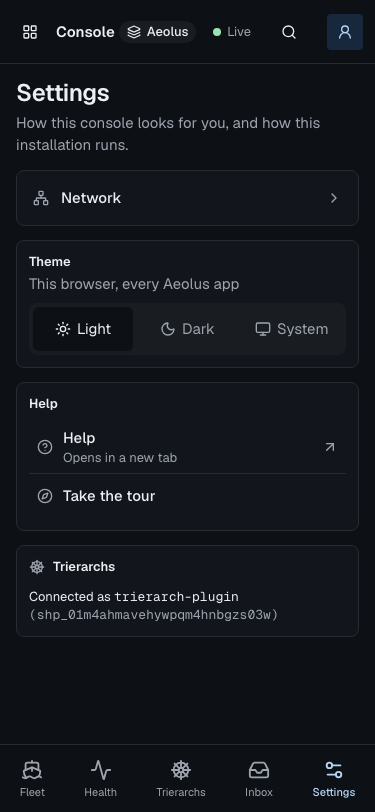 Console
Aeolus
Live
Settings
How this console looks for you, and how this
installation runs.
Network
Theme
This browser, every Aeolus app
Light
Dark
System
Help
Help
Opens in a new tab
Take the tour
Trierarchs
Connected as trierarch-plugin
(shp_01m4ahmavehywpqm4hnbgzs03w)
Fleet
Health
Trierarchs
Inbox
Settings